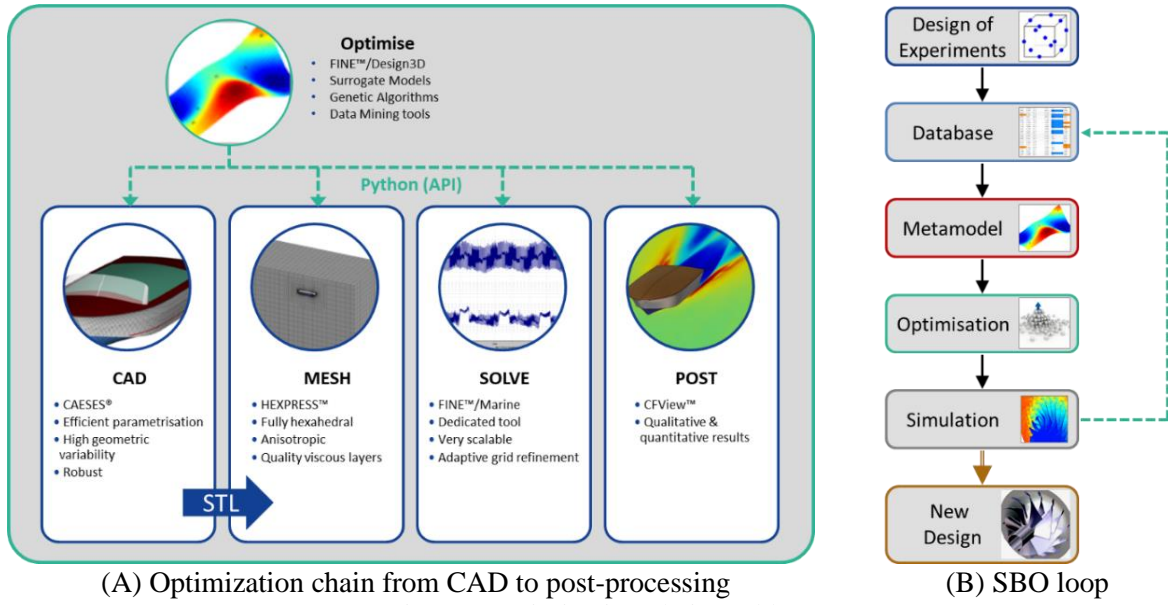 Optimise
• FINE™/Design3D
• Surrogate Models
• Genetic Algorithms
• Data Mining tools
Python (API)
CAD
• CAESES®
• Efficient parametrisation
• High geometric
variability
• Robust
STL
MESH
• HEXPRESS™
• Fully hexahedral
• Anisotropic
• Quality viscous layers
SOLVE
• FINE™/Marine
• Dedicated tool
• Very scalable
• Adaptive grid refinement
POST
• CFView™
• Qualitative &
quantitative results
(A) Optimization chain from CAD to post-processing
Design of
Experiments
Database
Metamodel
Optimisation
Simulation
New
Design
(B) SBO loop